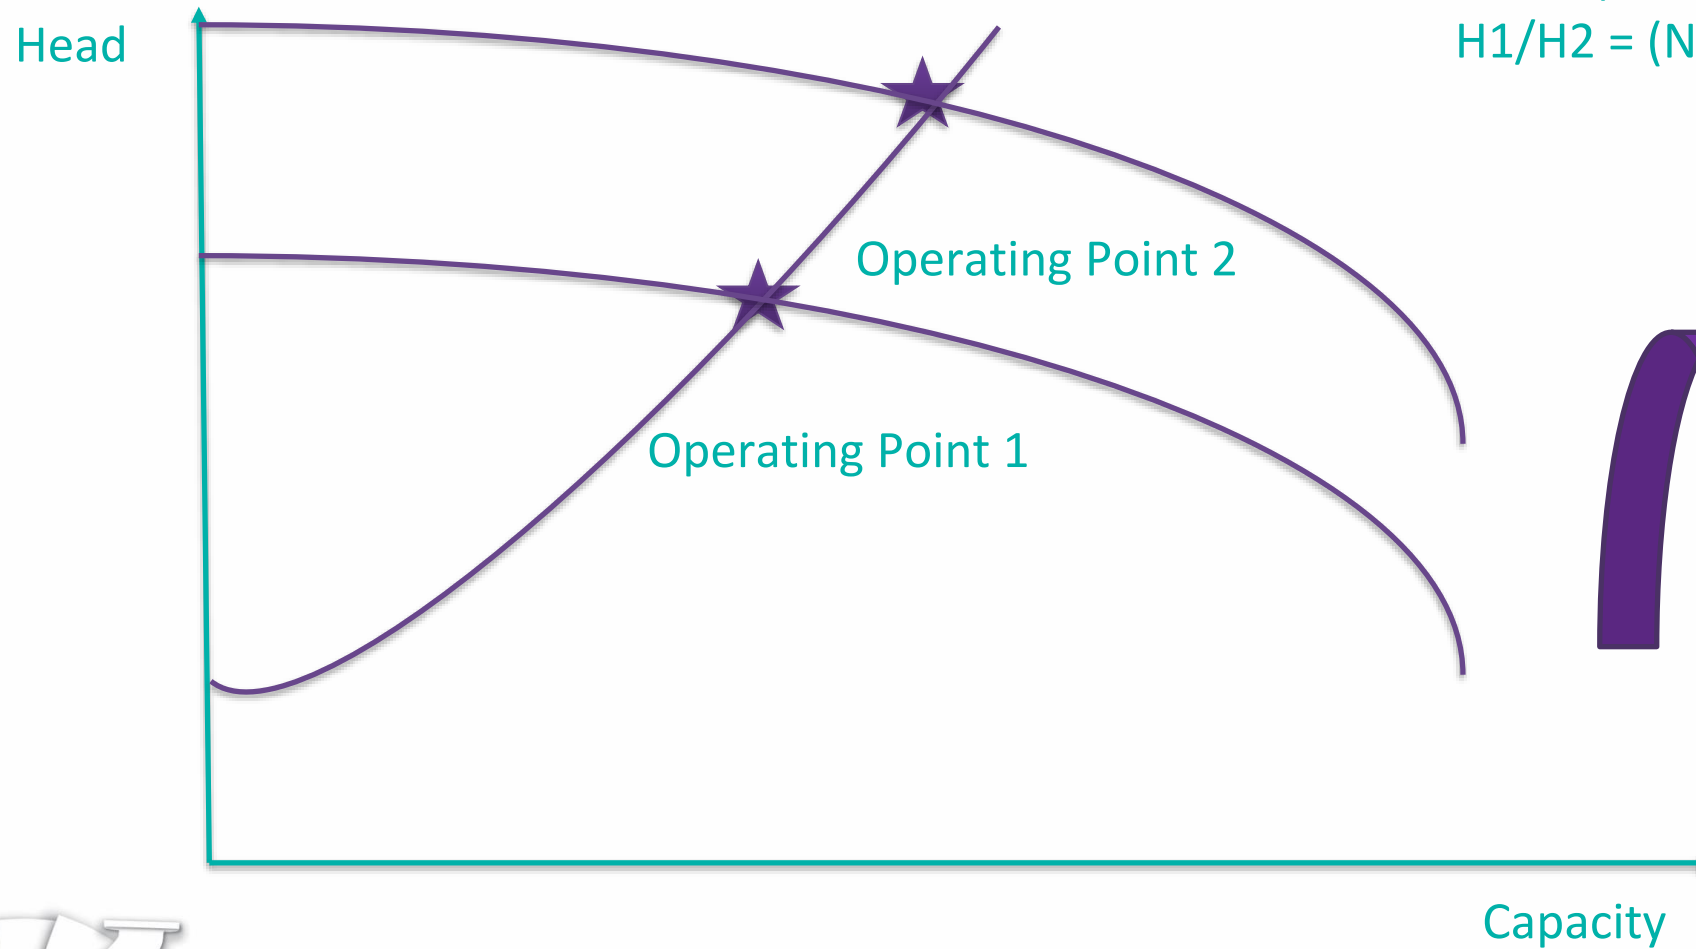 Head
H1/H2 = (N
Operating Point 2
Operating Point 1
Capacity